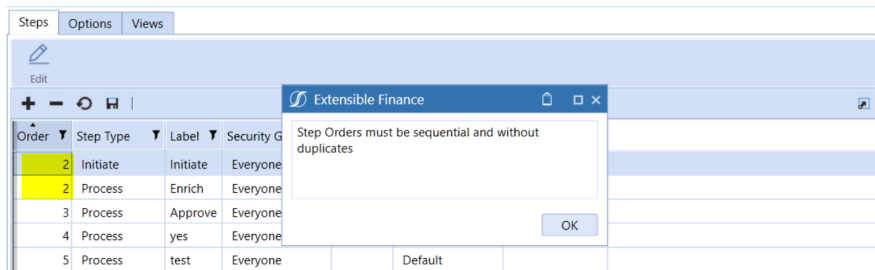 Steps Options Views
Edit
Extensible Finance
Step Orders must be sequential and without
duplicates
OK
Order Step Type Label Security G
2 Initiate Initiate Everyone
2 Process Enrich Everyone
3 Process Approve Everyone
4 Process yes Everyone
5 Process test Everyone Default